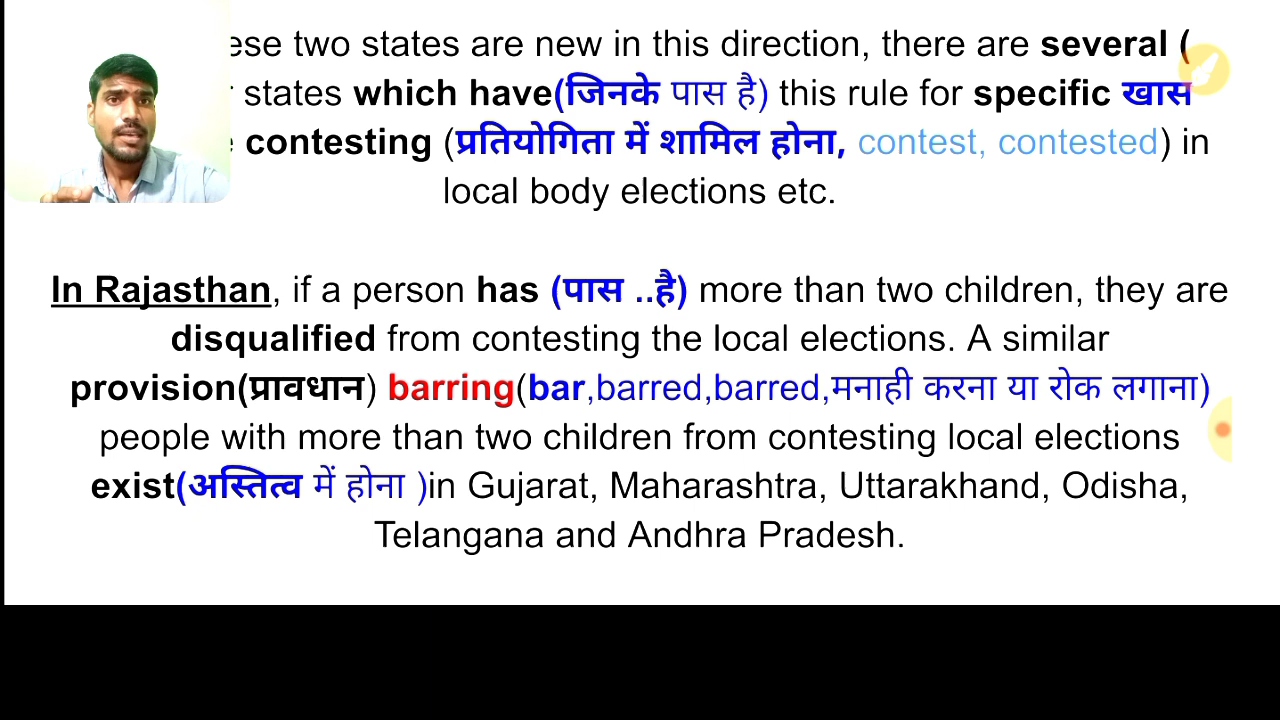 ese two states are new in this direction, there are several (
states which have(जिनके पास है) this rule for specific खास
contesting (प्रतियोगिता में शामिल होना, contest, contested) in
local body elections etc.
In Rajasthan, if a person has (पास ..है) more than two children, they are
disqualified from contesting the local elections. A similar
provision(प्रावधान) barring(bar,barred,barred,मनाही करना या रोक लगाना)
people with more than two children from contesting local elections
exist(अस्तित्व में होना )in Gujarat, Maharashtra, Uttarakhand, Odisha,
Telangana and Andhra Pradesh.